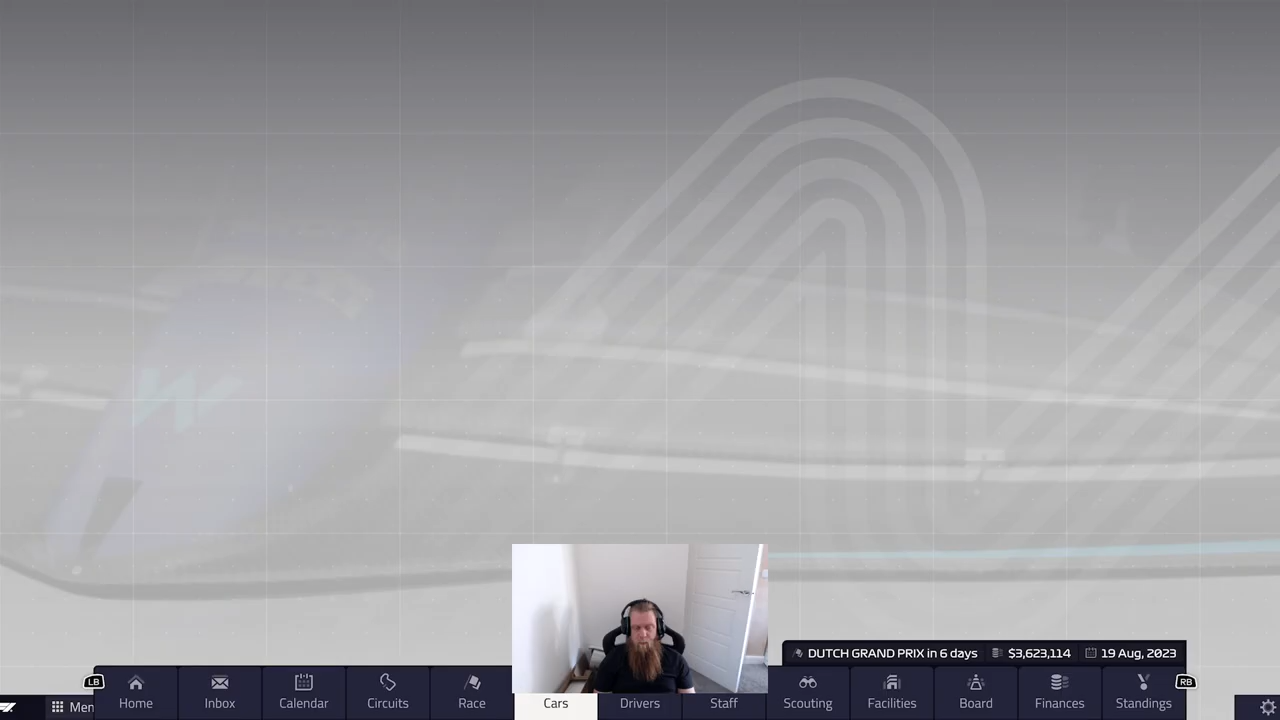 DUTCH GRAND PRIX in 6 days $3,623,114 19 Aug, 2023
LB RB
Men Home Inbox Calendar Circuits Race Cars Drivers Staff Scouting Facilities Board Finances Standings